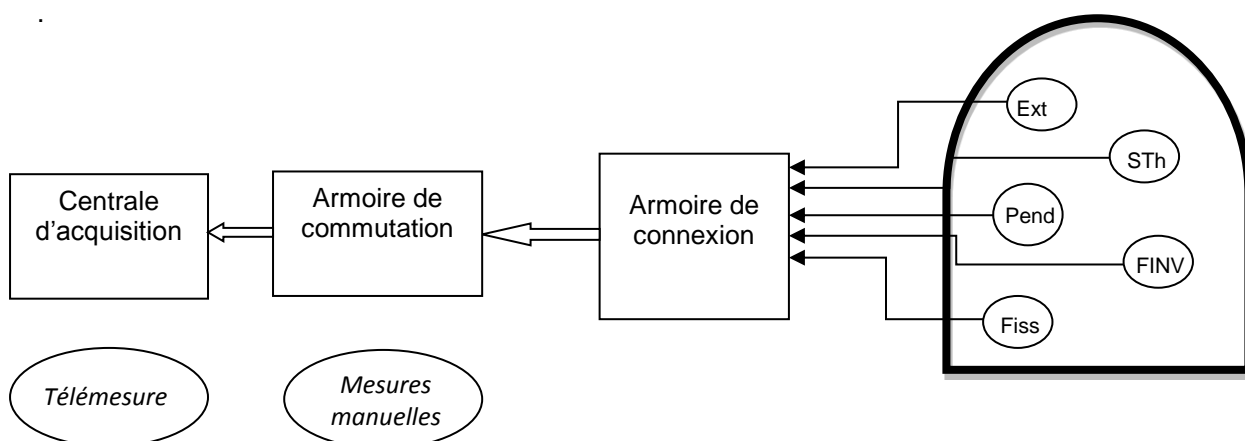 .
Centrale
d’acquisition
Armoire de
commutation
Armoire de
connexion
Ext
STh
Pend
FINV
Fiss
Télémesure
Mesures
manuelles